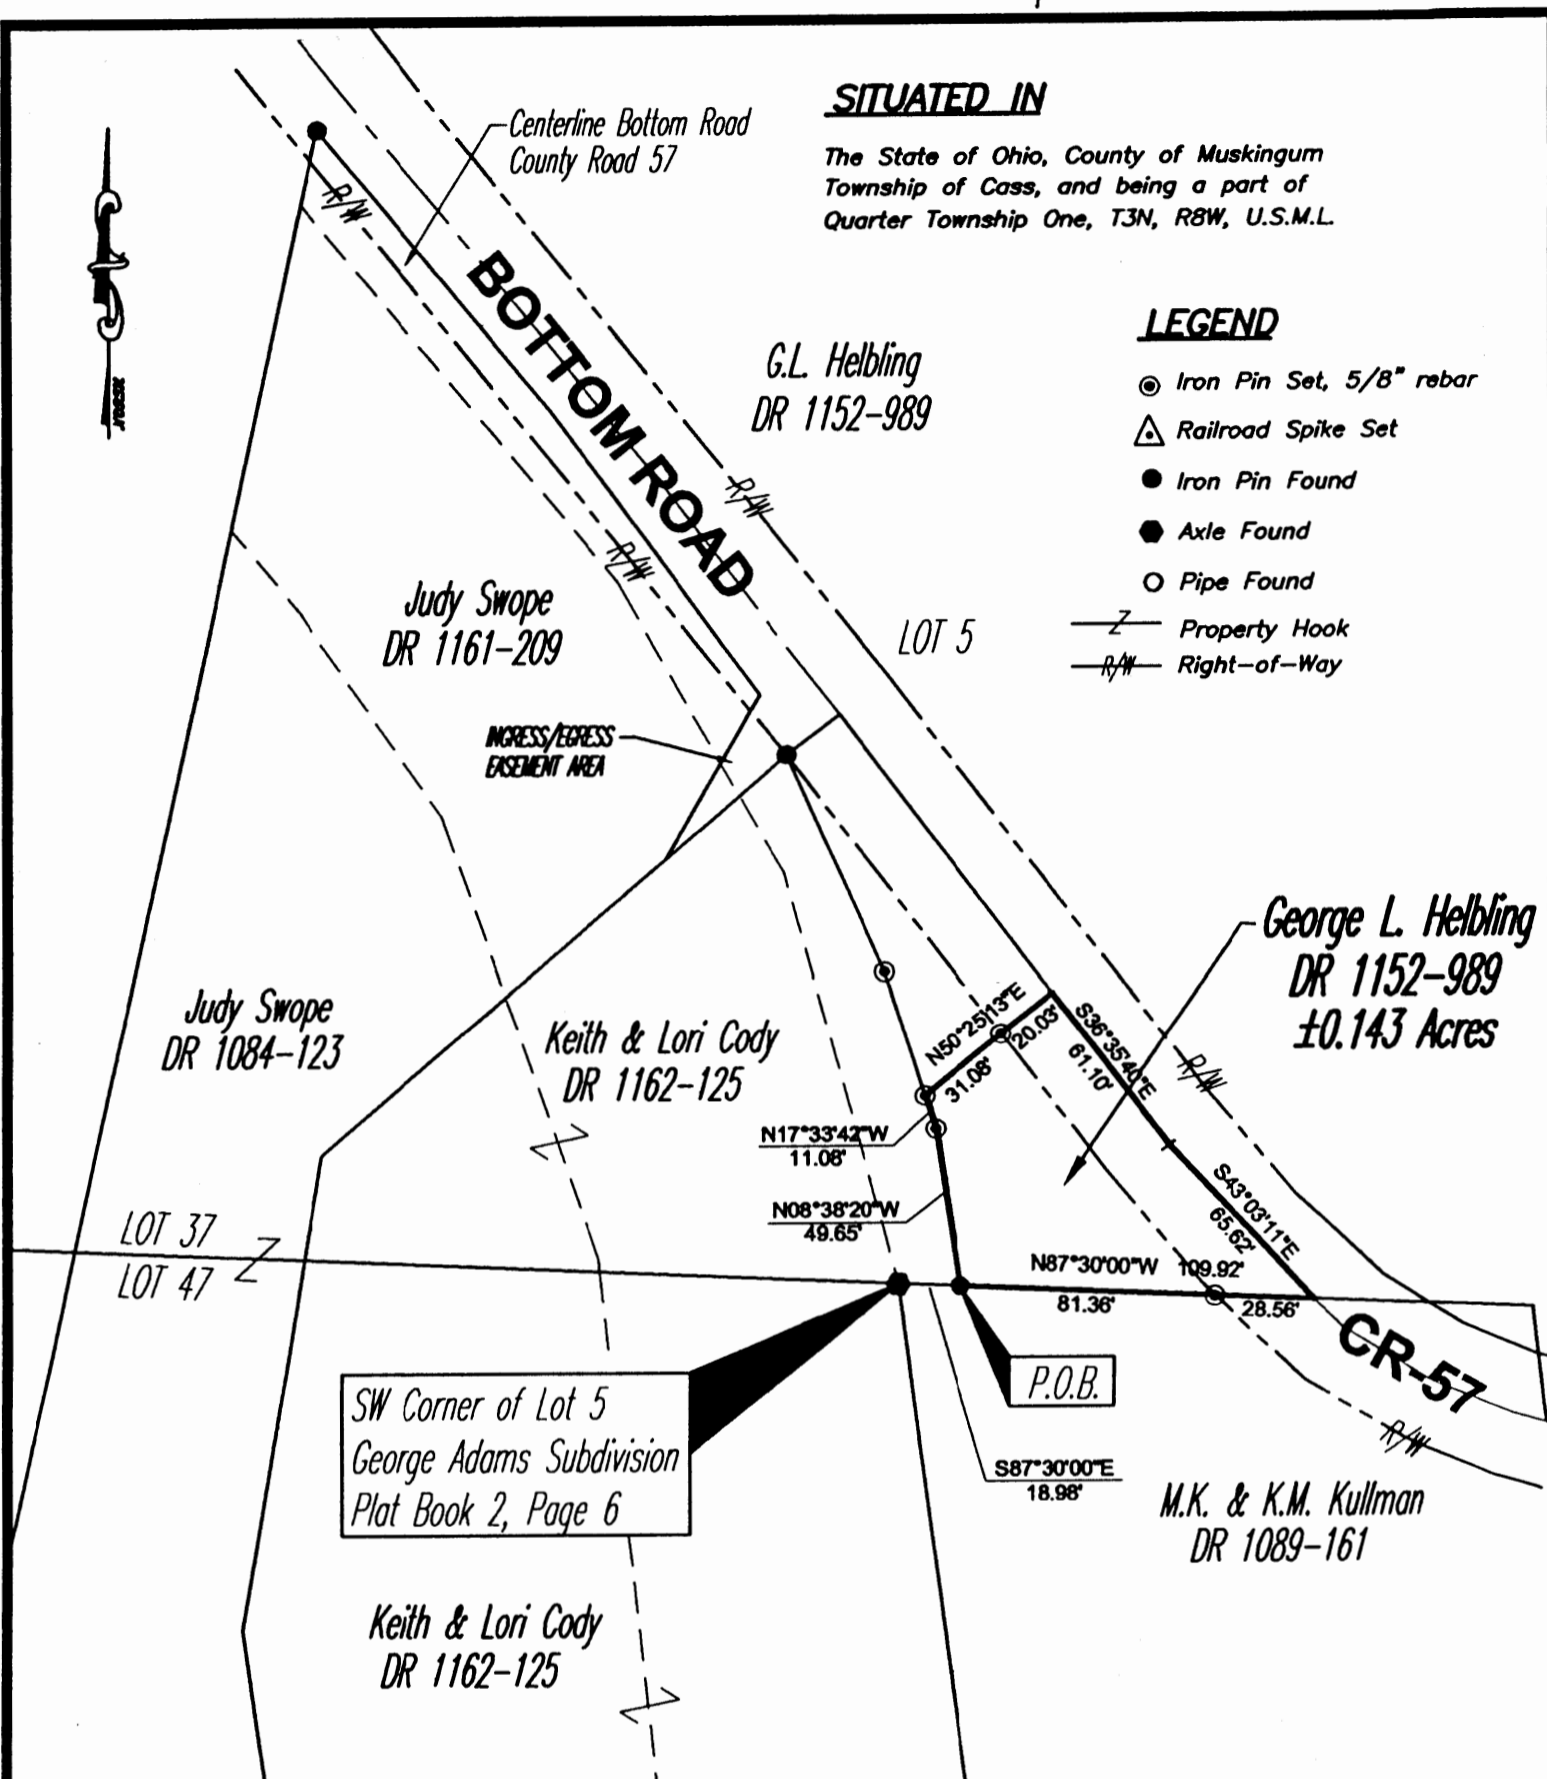 SITUATED IN
The State of Ohio, County of Muskingum
Township of Cass, and being a part of
Quarter Township One, T3N, R8W, U.S.M.L.
Centerline Bottom Road
County Road 57
R/W
BOTTOM ROAD
G.L. Helbling
DR 1152-989
LEGEND
Iron Pin Set, 5/8" rebar
Railroad Spike Set
Iron Pin Found
Axle Found
Pipe Found
Z Property Hook
R/W Right-of-Way
R/W
R/W
Judy Swope
DR 1161-209
LOT 5
INGRESS/EGRESS
EASEMENT AREA
George L. Helbling
DR 1152-989
±0.143 Acres
Judy Swope
DR 1084-123
Keith & Lori Cody
DR 1162-125
N50°25'13"E
31.08'
20.03'
S36°35'40"E
61.10'
R/W
N17°33'42"W
11.08'
N08°38'20"W
49.65'
S43°03'11"E
65.62'
LOT 37
LOT 47
N87°30'00"W 109.92'
81.36'
28.56'
CR-57
R/W
P.O.B.
SW Corner of Lot 5
George Adams Subdivision
Plat Book 2, Page 6
S87°30'00"E
18.98'
M.K. & K.M. Kullman
DR 1089-161
Keith & Lori Cody
DR 1162-125